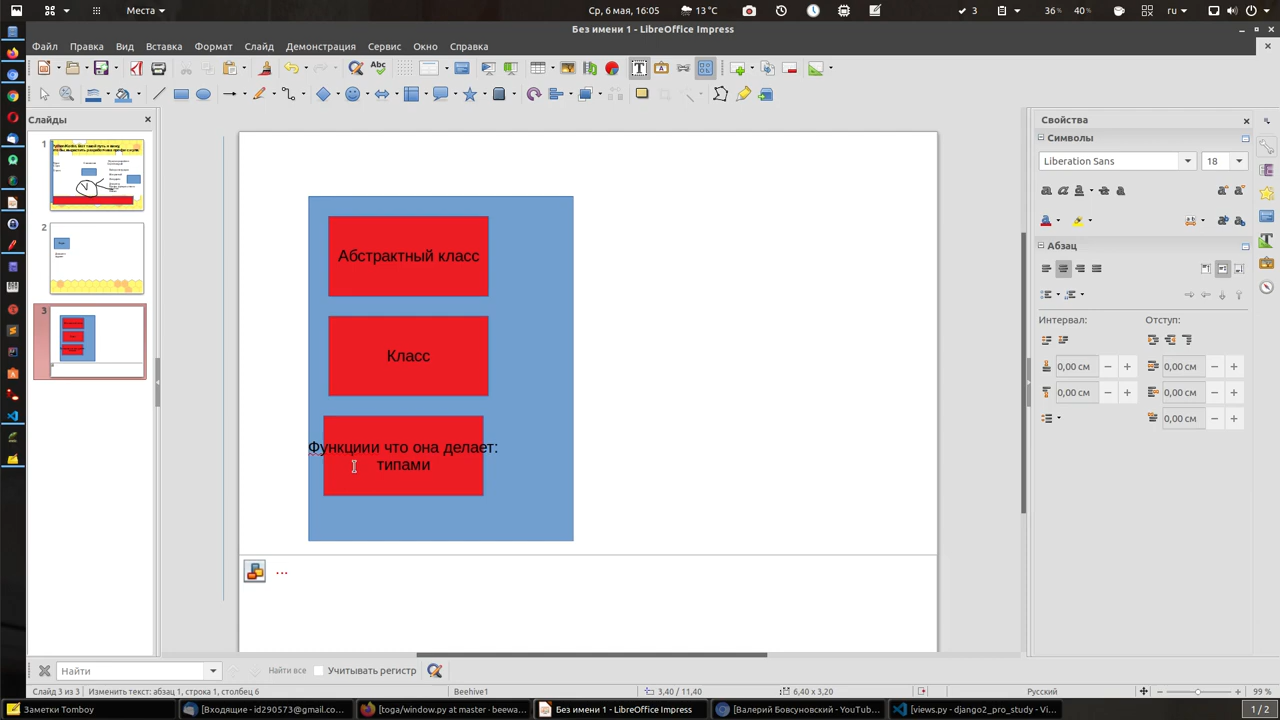 Места
Ср, 6 мая, 16:05
13 °C
3
36 %
40 %
ru
Без имени 1 - LibreOffice Impress
Файл Правка Вид Вставка Формат Слайд Демонстрация Сервис Окно Справка
Слайды
1
2
3
Абстрактный класс
Класс
Функциии что она делает:
типами
...
Свойства
Символы
Liberation Sans
18
Абзац
Интервал:
Отступ:
0,00 см
0,00 см
0,00 см
0,00 см
0,00 см
Найти
Найти все
Учитывать регистр
Слайд 3 из 3
Изменить текст: абзац 1, строка 1, столбец 6
Beehive1
3,40 / 11,40
6,40 x 3,20
Русский
99 %
Заметки Tomboy
[Входящие - id290573@gmail.co...
[toga/window.py at master - beewa...
Без имени 1 - LibreOffice Impress
[Валерий Бовсуновский - YouTub...
[views.py - django2_pro_study - Vi...
1 / 2